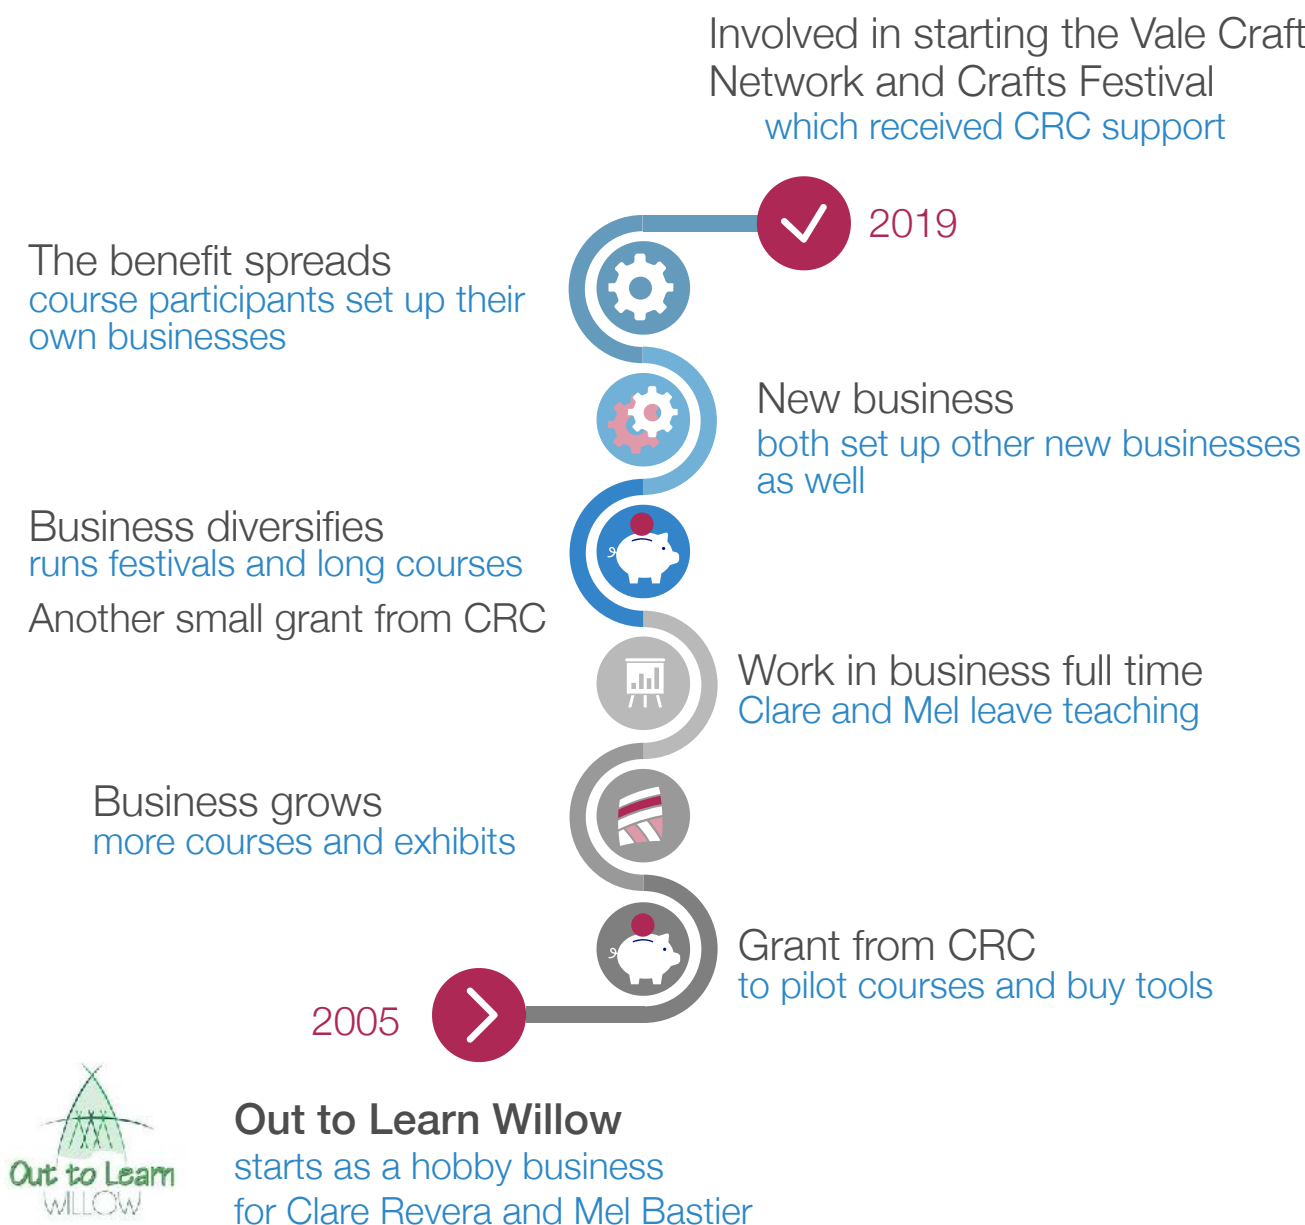 Involved in starting the Vale Craft
Network and Crafts Festival
which received CRC support
2019
The benefit spreads
course participants set up their
own businesses
New business
both set up other new businesses
as well
Business diversifies
runs festivals and long courses
Another small grant from CRC
Work in business full time
Clare and Mel leave teaching
Business grows
more courses and exhibits
Grant from CRC
to pilot courses and buy tools
2005
Out to Learn
WILLOW
Out to Learn Willow
starts as a hobby business
for Clare Revera and Mel Bastier